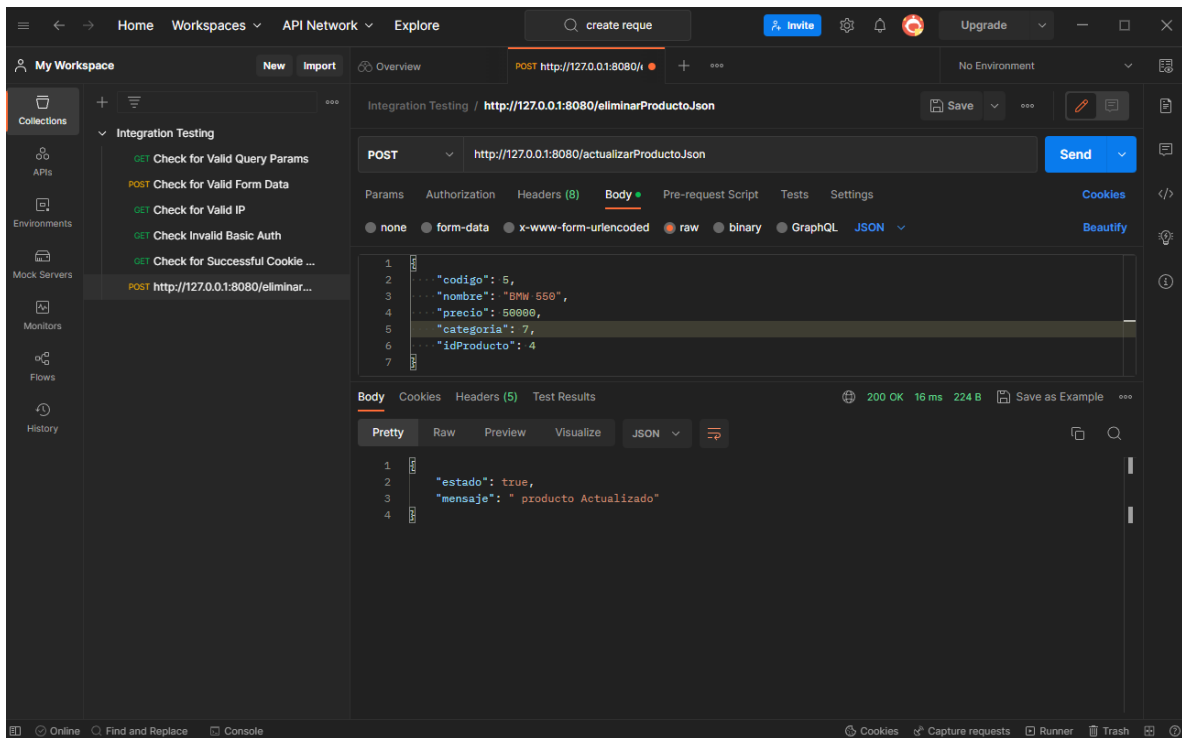 Home Workspaces API Network Explore create reque Invite Upgrade
My Workspace New Import Overview POST http://127.0.0.1:8080/ No Environment
Collections
APIs
Environments
Mock Servers
Monitors
Flows
History
Integration Testing
GET Check for Valid Query Params
POST Check for Valid Form Data
GET Check for Valid IP
GET Check Invalid Basic Auth
GET Check for Successful Cookie ...
POST http://127.0.0.1:8080/eliminar...
Integration Testing / http://127.0.0.1:8080/eliminarProductoJson Save
POST http://127.0.0.1:8080/actualizarProductoJson Send
Params Authorization Headers (8) Body Pre-request Script Tests Settings Cookies
none form-data x-www-form-urlencoded raw binary GraphQL JSON Beautify
1 {
2 "codigo": 5,
3 "nombre": "BMW 550",
4 "precio": 50000,
5 "categoria": 7,
6 "idProducto": 4
7 }
Body Cookies Headers (5) Test Results 200 OK 16 ms 224 B Save as Example
Pretty Raw Preview Visualize JSON
1 {
2 "estado": true,
3 "mensaje": " producto Actualizado"
4 }
Online Find and Replace Console Cookies Capture requests Runner Trash